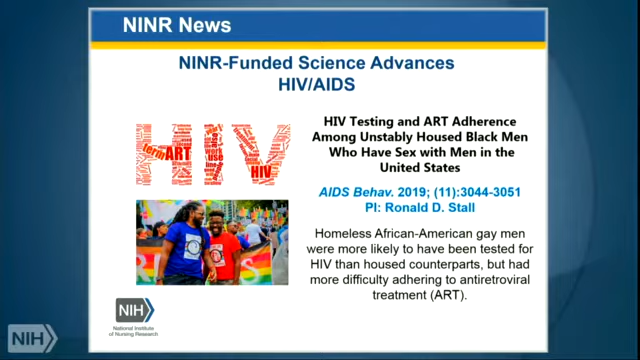 NINR News
NINR-Funded Science Advances
HIV/AIDS
HIV
term ART
HIV
HIV Testing and ART Adherence
Among Unstably Housed Black Men
Who Have Sex with Men in the
United States
AIDS Behav. 2019; (11):3044-3051
PI: Ronald D. Stall
Homeless African-American gay men
were more likely to have been tested for
HIV than housed counterparts, but had
more difficulty adhering to antiretroviral
treatment (ART).
NIH
National Institute
of Nursing Research
NIH